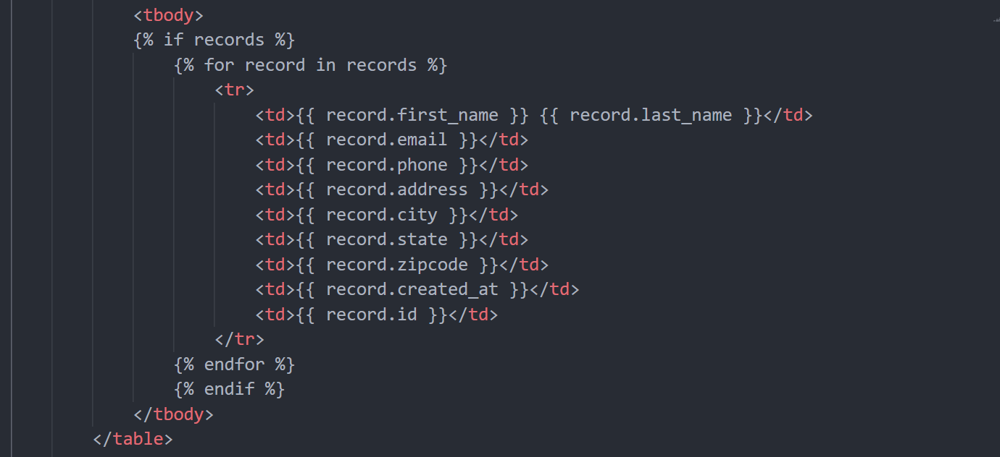 <tbody>
{% if records %}
{% for record in records %}
<tr>
<td>{{ record.first_name }} {{ record.last_name }}</td>
<td>{{ record.email }}</td>
<td>{{ record.phone }}</td>
<td>{{ record.address }}</td>
<td>{{ record.city }}</td>
<td>{{ record.state }}</td>
<td>{{ record.zipcode }}</td>
<td>{{ record.created_at }}</td>
<td>{{ record.id }}</td>
</tr>
{% endfor %}
{% endif %}
</tbody>
</table>